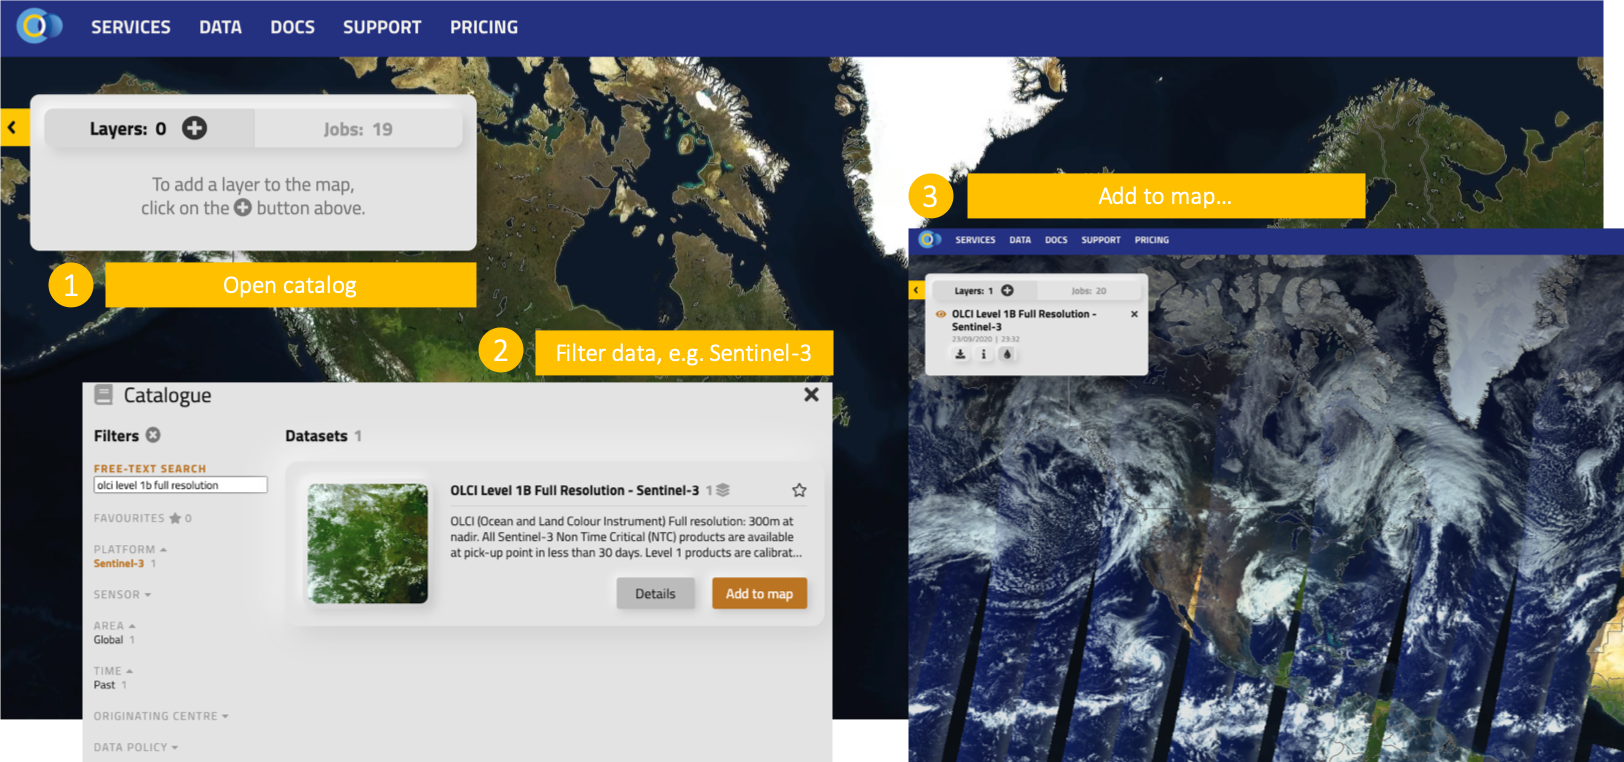 SERVICES DATA DOCS SUPPORT PRICING
Layers: 0 Jobs: 19
To add a layer to the map,
click on the button above.
1 Open catalog
2 Filter data, e.g. Sentinel-3
Catalogue
Filters
FREE-TEXT SEARCH
olci level 1b full resolution
FAVOURITES 0
PLATFORM
Sentinel-3 1
SENSOR
AREA
Global 1
TIME
Past 1
ORIGINATING CENTRE
DATA POLICY
Datasets 1
OLCI Level 1B Full Resolution - Sentinel-3 1
OLCI (Ocean and Land Colour Instrument) Full resolution: 300m at
nadir. All Sentinel-3 Non Time Critical (NTC) products are available
at pick-up point in less than 30 days. Level 1 products are calibrat...
Details Add to map
3 Add to map...
SERVICES DATA DOCS SUPPORT PRICING
Layers: 1 Jobs: 20
OLCI Level 1B Full Resolution -
Sentinel-3
23/09/2020 | 23:32